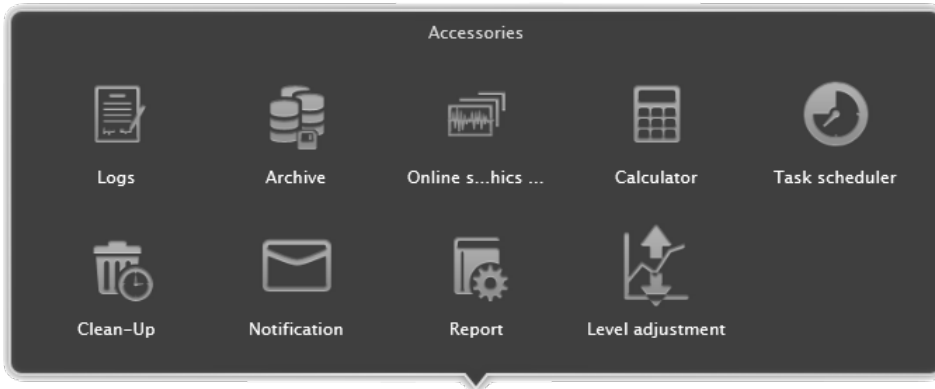 Accessories
Logs Archive Online s...hics ... Calculator Task scheduler
Clean-Up Notification Report Level adjustment